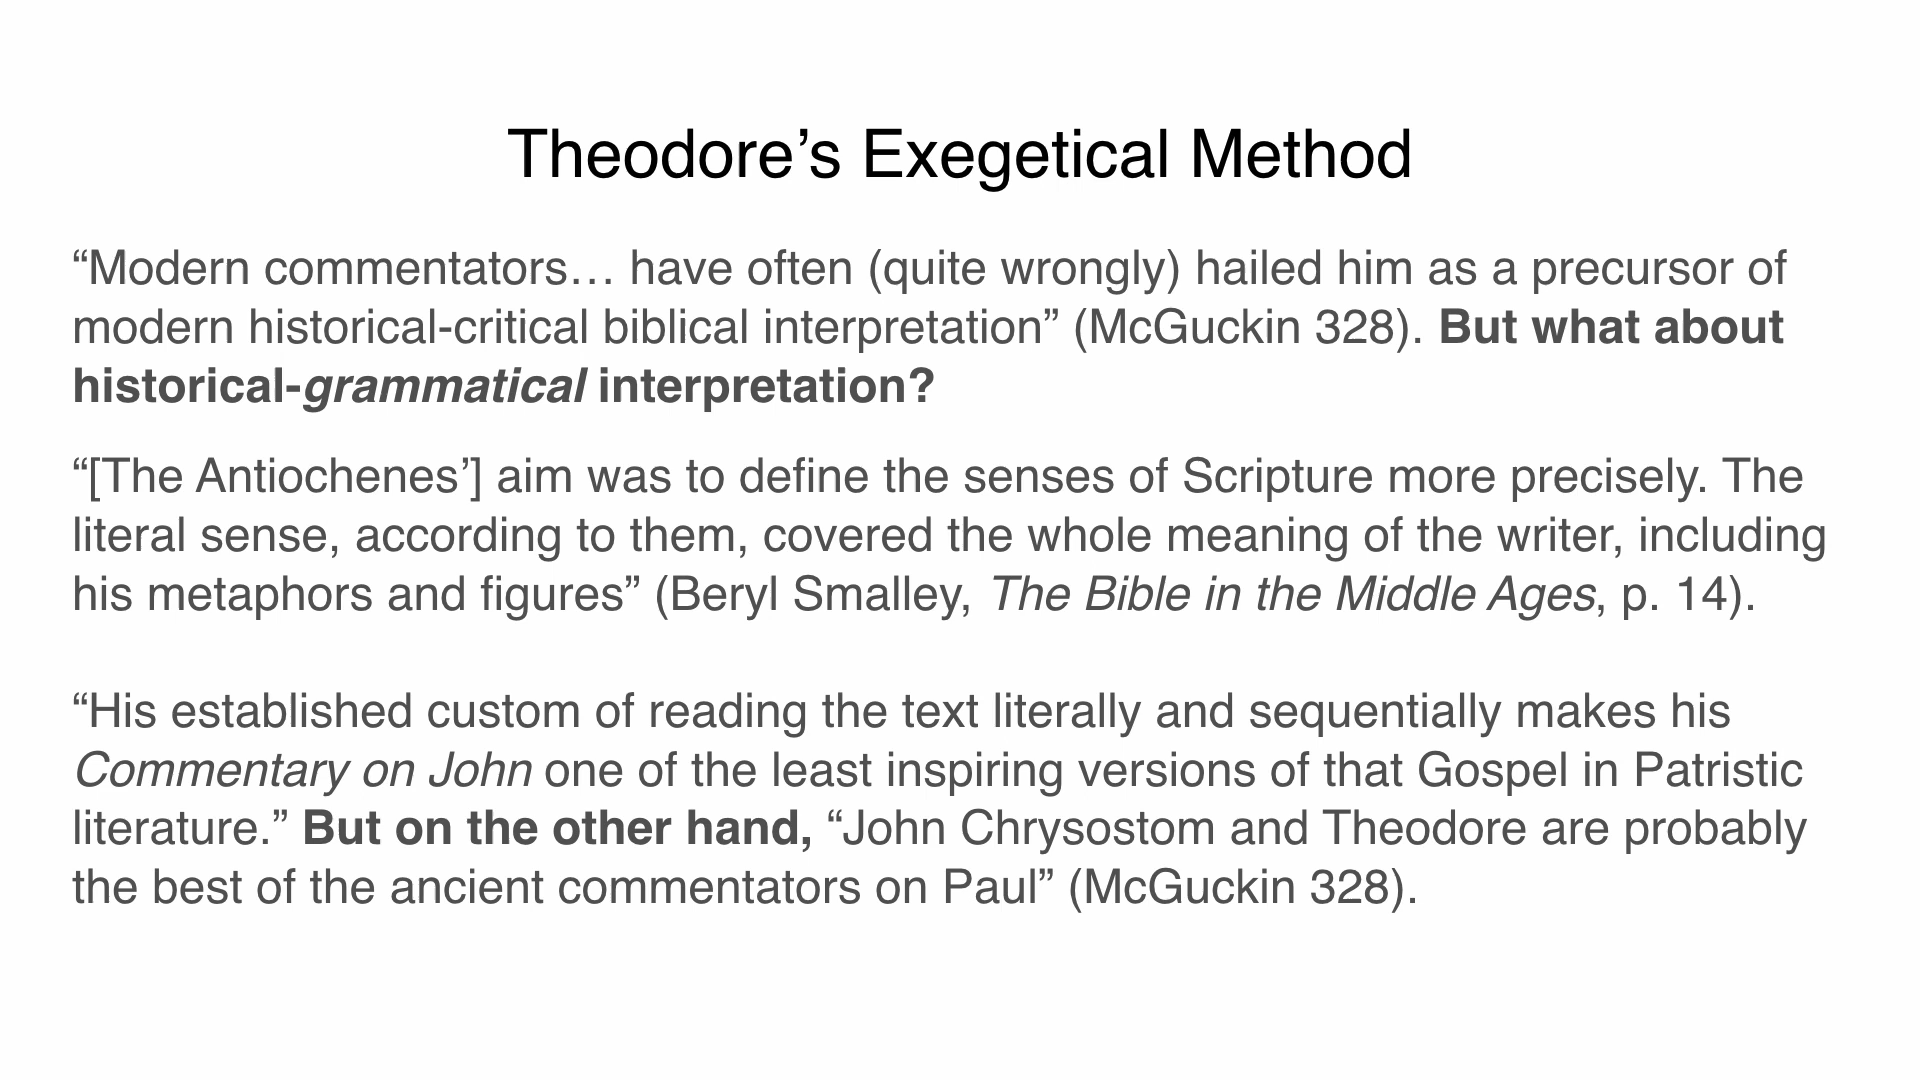 Theodore’s Exegetical Method
“Modern commentators… have often (quite wrongly) hailed him as a precursor of
modern historical-critical biblical interpretation” (McGuckin 328). But what about
historical-grammatical interpretation?
“[The Antiochenes’] aim was to define the senses of Scripture more precisely. The
literal sense, according to them, covered the whole meaning of the writer, including
his metaphors and figures” (Beryl Smalley, The Bible in the Middle Ages, p. 14).
“His established custom of reading the text literally and sequentially makes his
Commentary on John one of the least inspiring versions of that Gospel in Patristic
literature.” But on the other hand, “John Chrysostom and Theodore are probably
the best of the ancient commentators on Paul” (McGuckin 328).